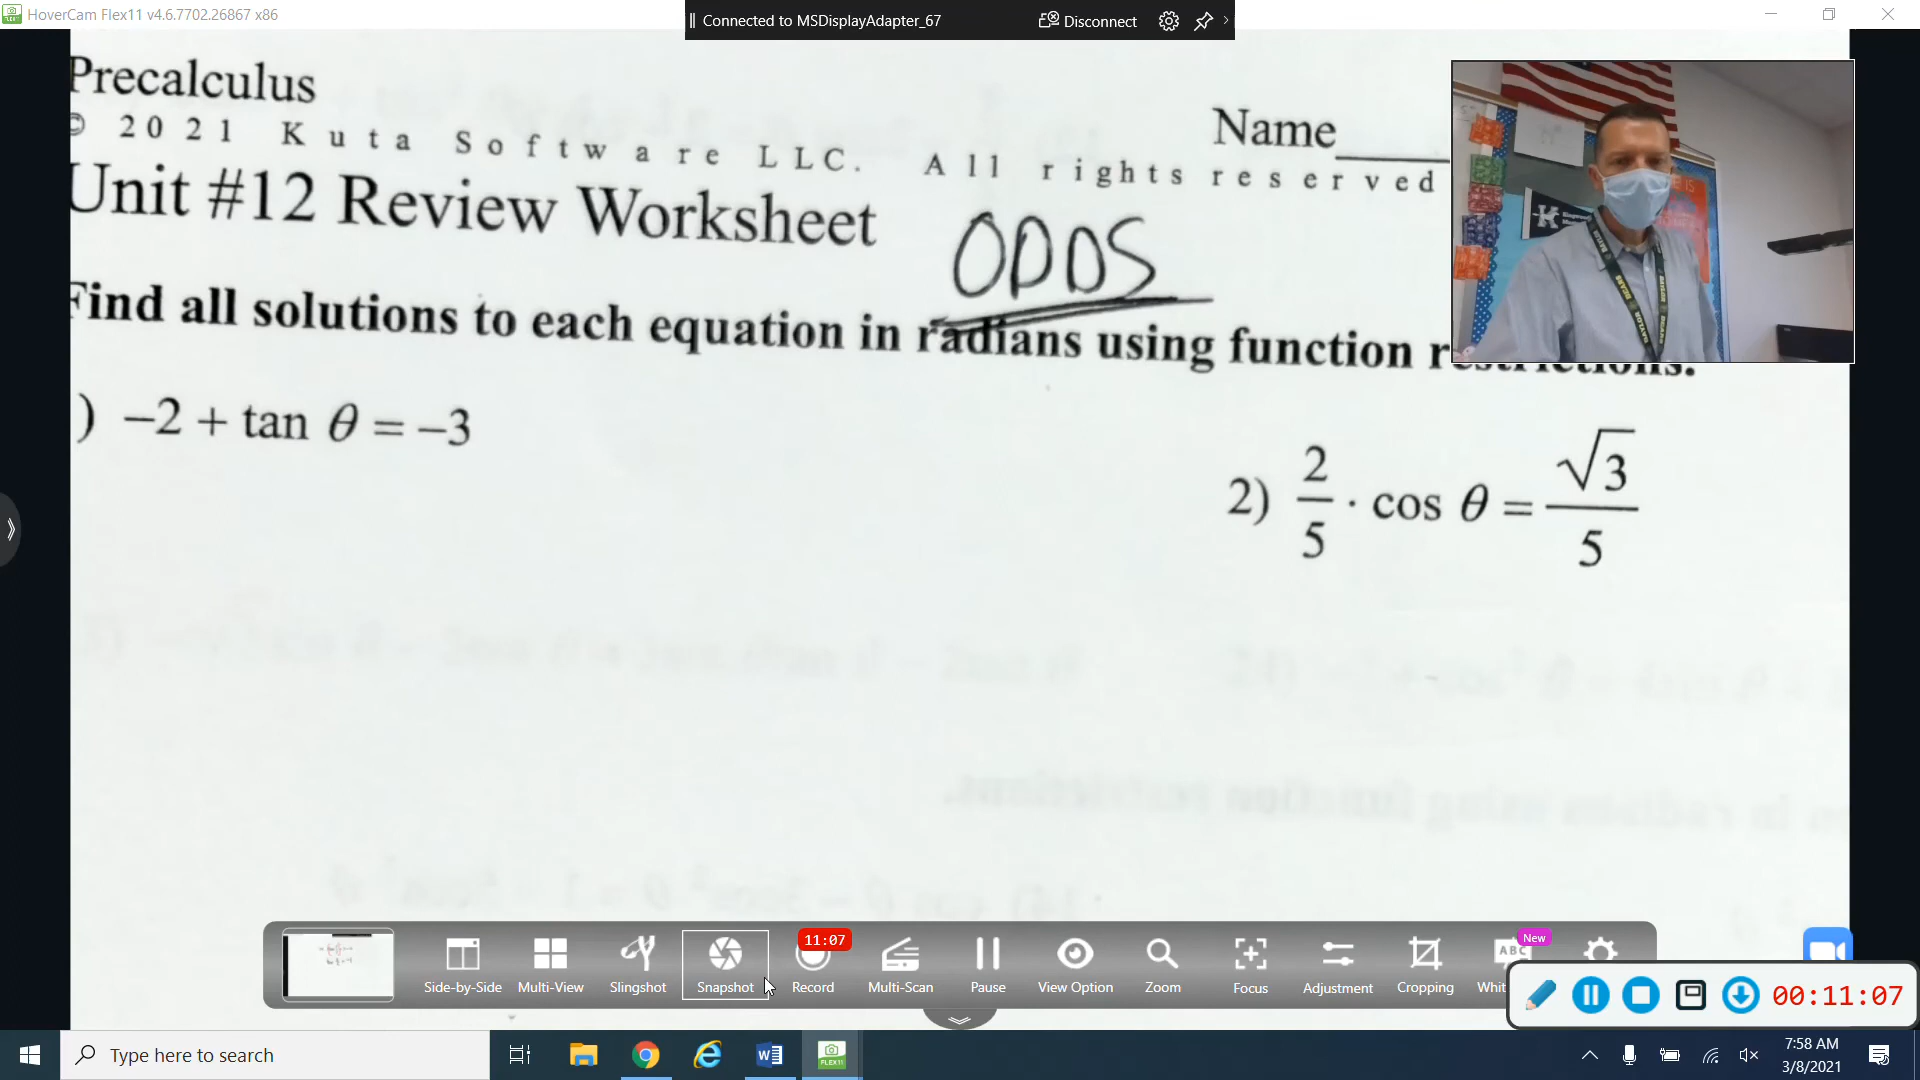 HoverCam Flex11 v4.6.7702.26867 x86
Connected to MSDisplayAdapter_67 Disconnect
Precalculus
© 2021 Kuta Software LLC. All rights reserved
Name
Unit #12 Review Worksheet
ODDS
Find all solutions to each equation in radians using function restrictions.
) −2 + tan θ = −3
2) 2/5 · cos θ = √3/5
11:07
New
Side-by-Side Multi-View Slingshot Snapshot Record Multi-Scan Pause View Option Zoom Focus Adjustment Cropping Whit
00:11:07
Type here to search
FLEX11
7:58 AM
3/8/2021